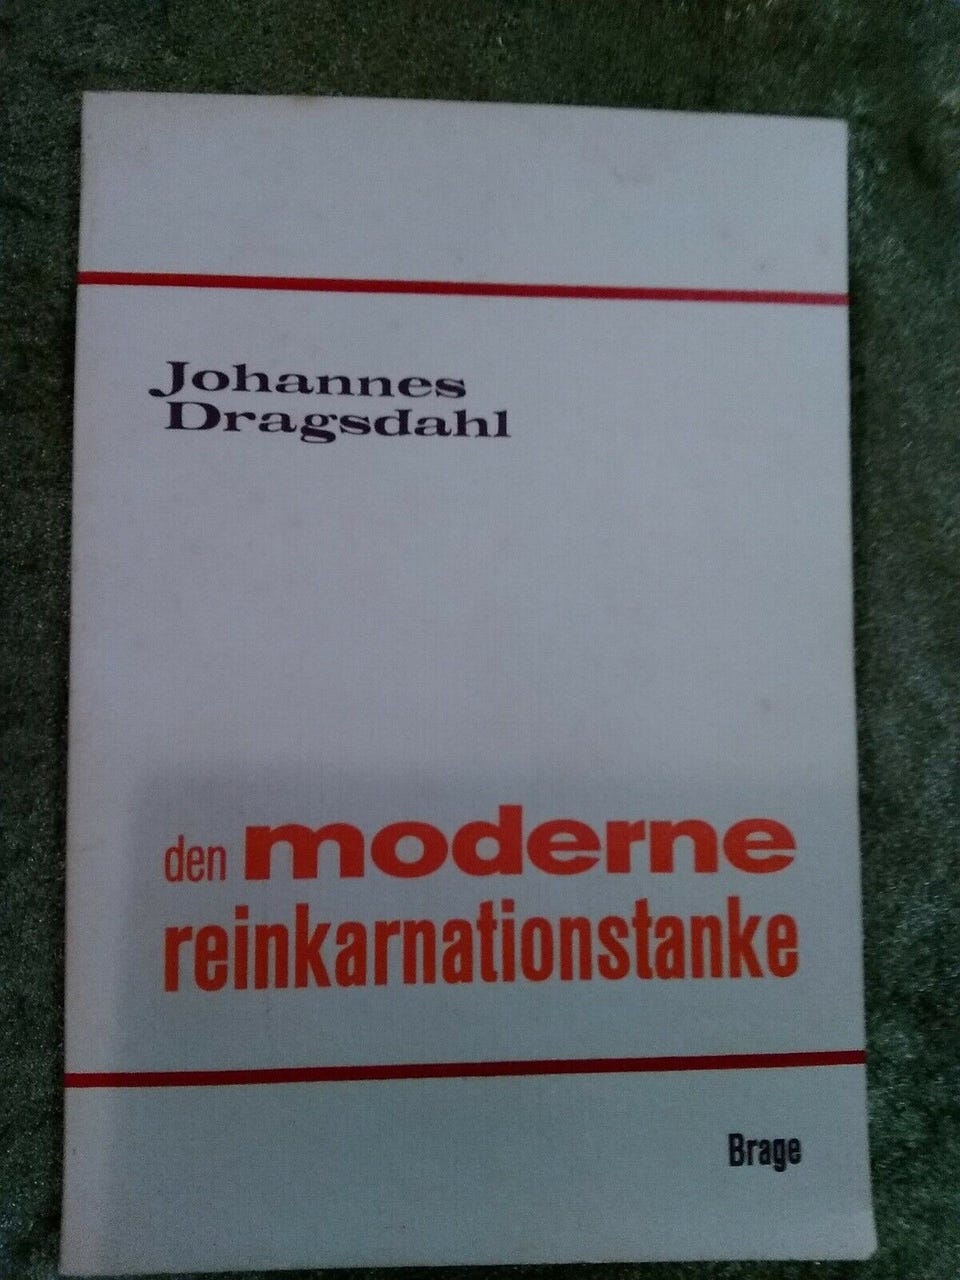 Johannes
Dragsdahl
den moderne
reinkarnationstanke
Brage